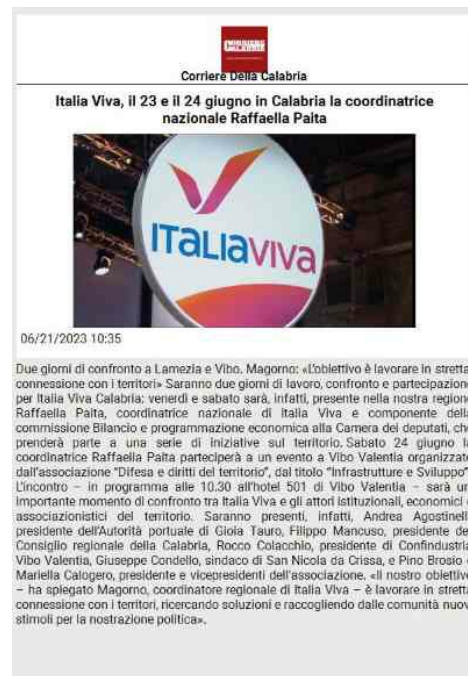 CORRIERE
CALABRIA
Corriere Della Calabria
Italia Viva, il 23 e il 24 giugno in Calabria la coordinatrice
nazionale Raffaella Paita
ITaLIaVIVa
06/21/2023 10:35
Due giorni di confronto a Lamezia e Vibo. Magorno: «L'obiettivo è lavorare in stretta
connessione con i territori» Saranno due giorni di lavoro, confronto e partecipazione
per Italia Viva Calabria: venerdì e sabato sarà, infatti, presente nella nostra regione
Raffaella Paita, coordinatrice nazionale di Italia Viva e componente della
commissione Bilancio e programmazione economica alla Camera dei deputati, che
prenderà parte a una serie di iniziative sul territorio. Sabato 24 giugno la
coordinatrice Raffaella Paita parteciperà a un evento a Vibo Valentia organizzato
dall'associazione "Difesa e diritti del territorio", dal titolo "Infrastrutture e Sviluppo".
L'incontro – in programma alle 10.30 all'hotel 501 di Vibo Valentia – sarà un
importante momento di confronto tra Italia Viva e gli attori istituzionali, economici e
associazionistici del territorio. Saranno presenti, infatti, Andrea Agostinelli
presidente dell'Autorità portuale di Gioia Tauro, Filippo Mancuso, presidente del
Consiglio regionale della Calabria, Rocco Colacchio, presidente di Confindustria
Vibo Valentia, Giuseppe Condello, sindaco di San Nicola da Crissa, e Pino Brosio e
Mariella Calogero, presidente e vicepresidenti dell'associazione. «Il nostro obiettivo
– ha spiegato Magorno, coordinatore regionale di Italia Viva – è lavorare in stretta
connessione con i territori, ricercando soluzioni e raccogliendo dalle comunità nuovi
stimoli per la nostrazione politica».